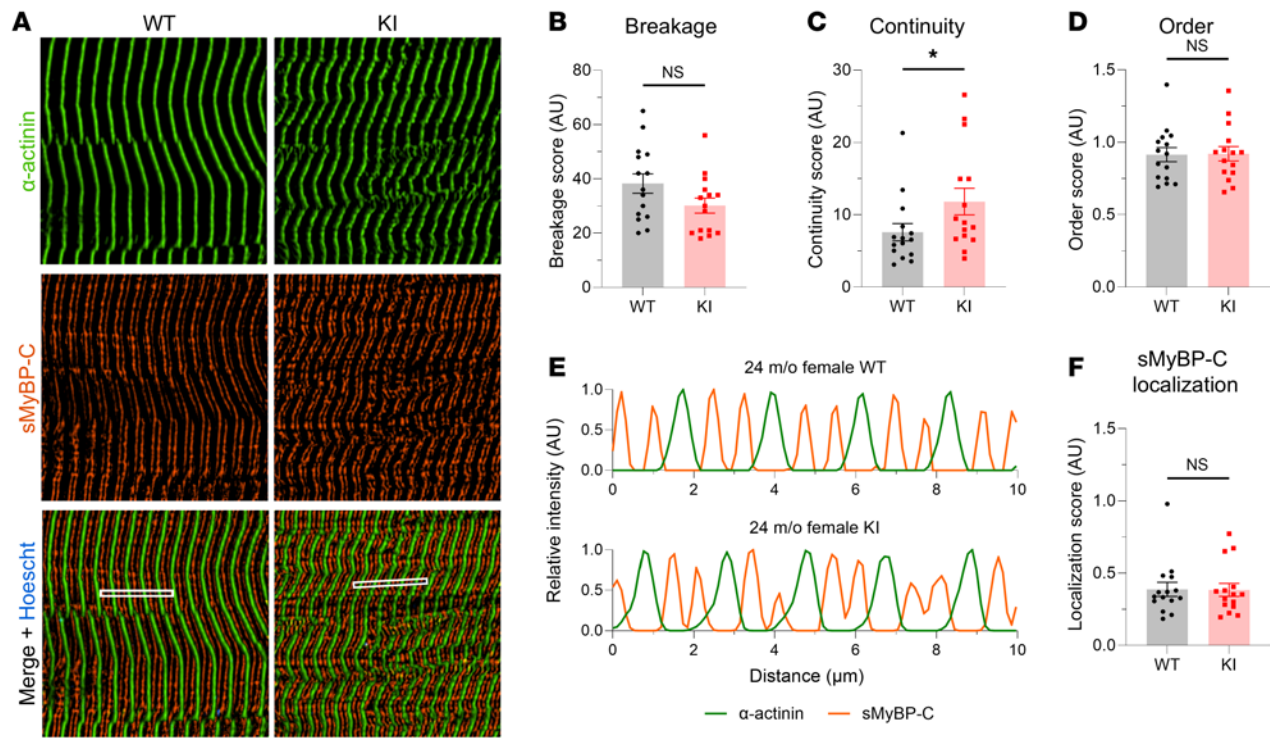 A
WT
KI
α-actinin
sMyBP-C
Merge + Hoescht
B
Breakage
NS
Breakage score (AU)
80
60
40
20
0
WT
KI
C
Continuity
*
Continuity score (AU)
30
20
10
0
WT
KI
D
Order
NS
Order score (AU)
1.5
1.0
0.5
0.0
WT
KI
E
24 m/o female WT
Relative intensity (AU)
1.0
0.5
0.0
0 2 4 6 8 10
24 m/o female KI
1.0
0.5
0.0
0 2 4 6 8 10
Distance (µm)
α-actinin sMyBP-C
F
sMyBP-C
localization
NS
Localization score (AU)
1.5
1.0
0.5
0.0
WT
KI